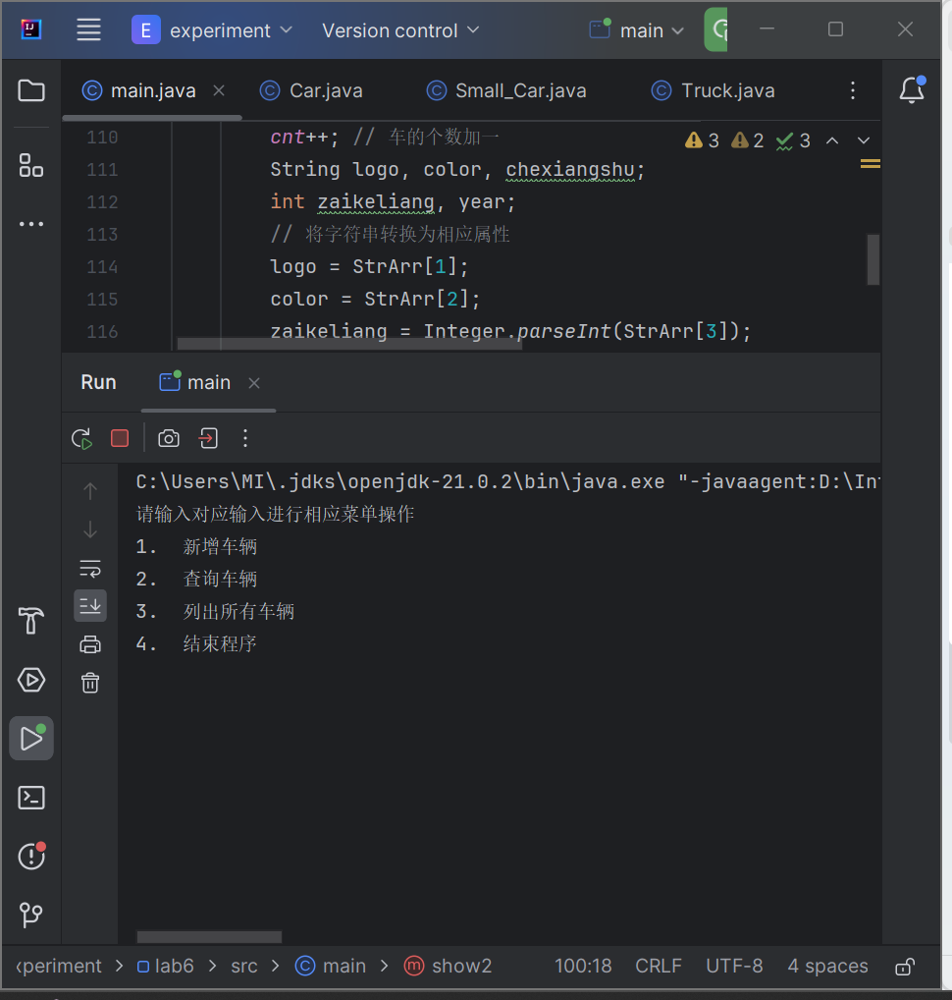 E experiment Version control main
main.java Car.java Small_Car.java Truck.java
110 cnt++; // 车的个数加一 3 2 3
111 String logo, color, chexiangshu;
112 int zaikeliang, year;
113 // 将字符串转换为相应属性
114 logo = StrArr[1];
115 color = StrArr[2];
116 zaikeliang = Integer.parseInt(StrArr[3]);
Run main
C:\Users\MI\.jdks\openjdk-21.0.2\bin\java.exe "-javaagent:D:\In
请输入对应输入进行相应菜单操作
1. 新增车辆
2. 查询车辆
3. 列出所有车辆
4. 结束程序
xperiment > lab6 > src > main > show2 100:18 CRLF UTF-8 4 spaces